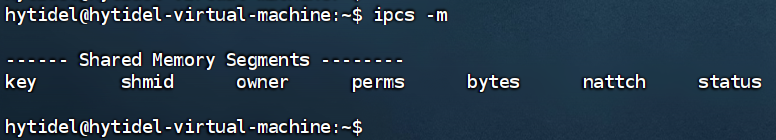 hytidel@hytidel-virtual-machine:~$ ipcs -m
------ Shared Memory Segments --------
key        shmid      owner      perms      bytes      nattch     status
hytidel@hytidel-virtual-machine:~$